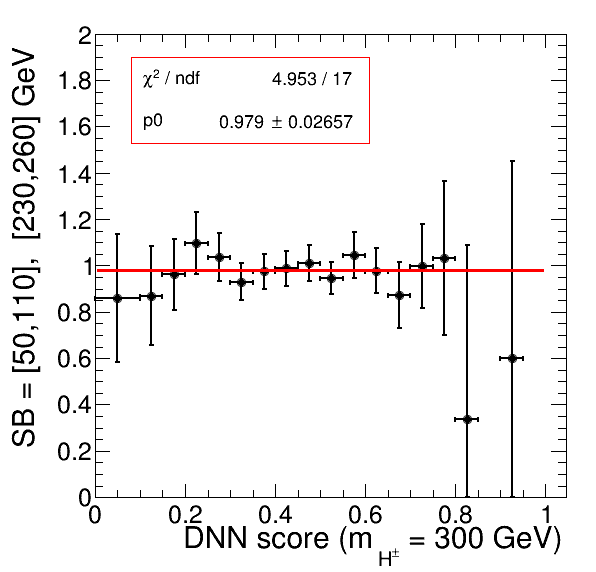 SB = [50,110], [230,260] GeV
2
1.8
1.6
1.4
1.2
1
0.8
0.6
0.4
0.2
0
χ² / ndf 4.953 / 17
p0 0.979 ± 0.02657
0 0.2 0.4 0.6 0.8 1
DNN score (m_H± = 300 GeV)